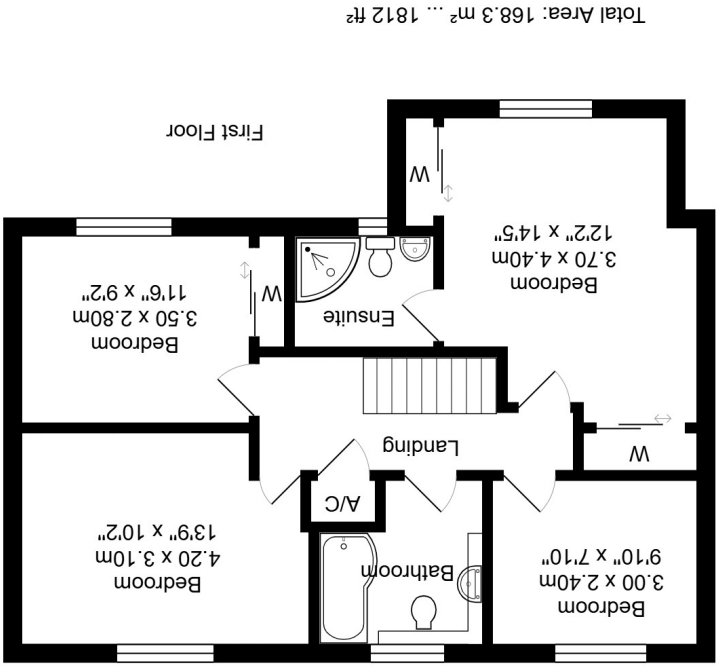 Bedroom
3.00 x 2.40m
9'10" x 7'10"
Bathroom
Bedroom
4.20 x 3.10m
13'9" x 10'2"
A/C
W
Landing
Bedroom
3.70 x 4.40m
12'2" x 14'5"
Ensuite
Bedroom
3.50 x 2.80m
11'6" x 9'2"
W
W
First Floor
Total Area: 168.3 m² ... 1812 ft²